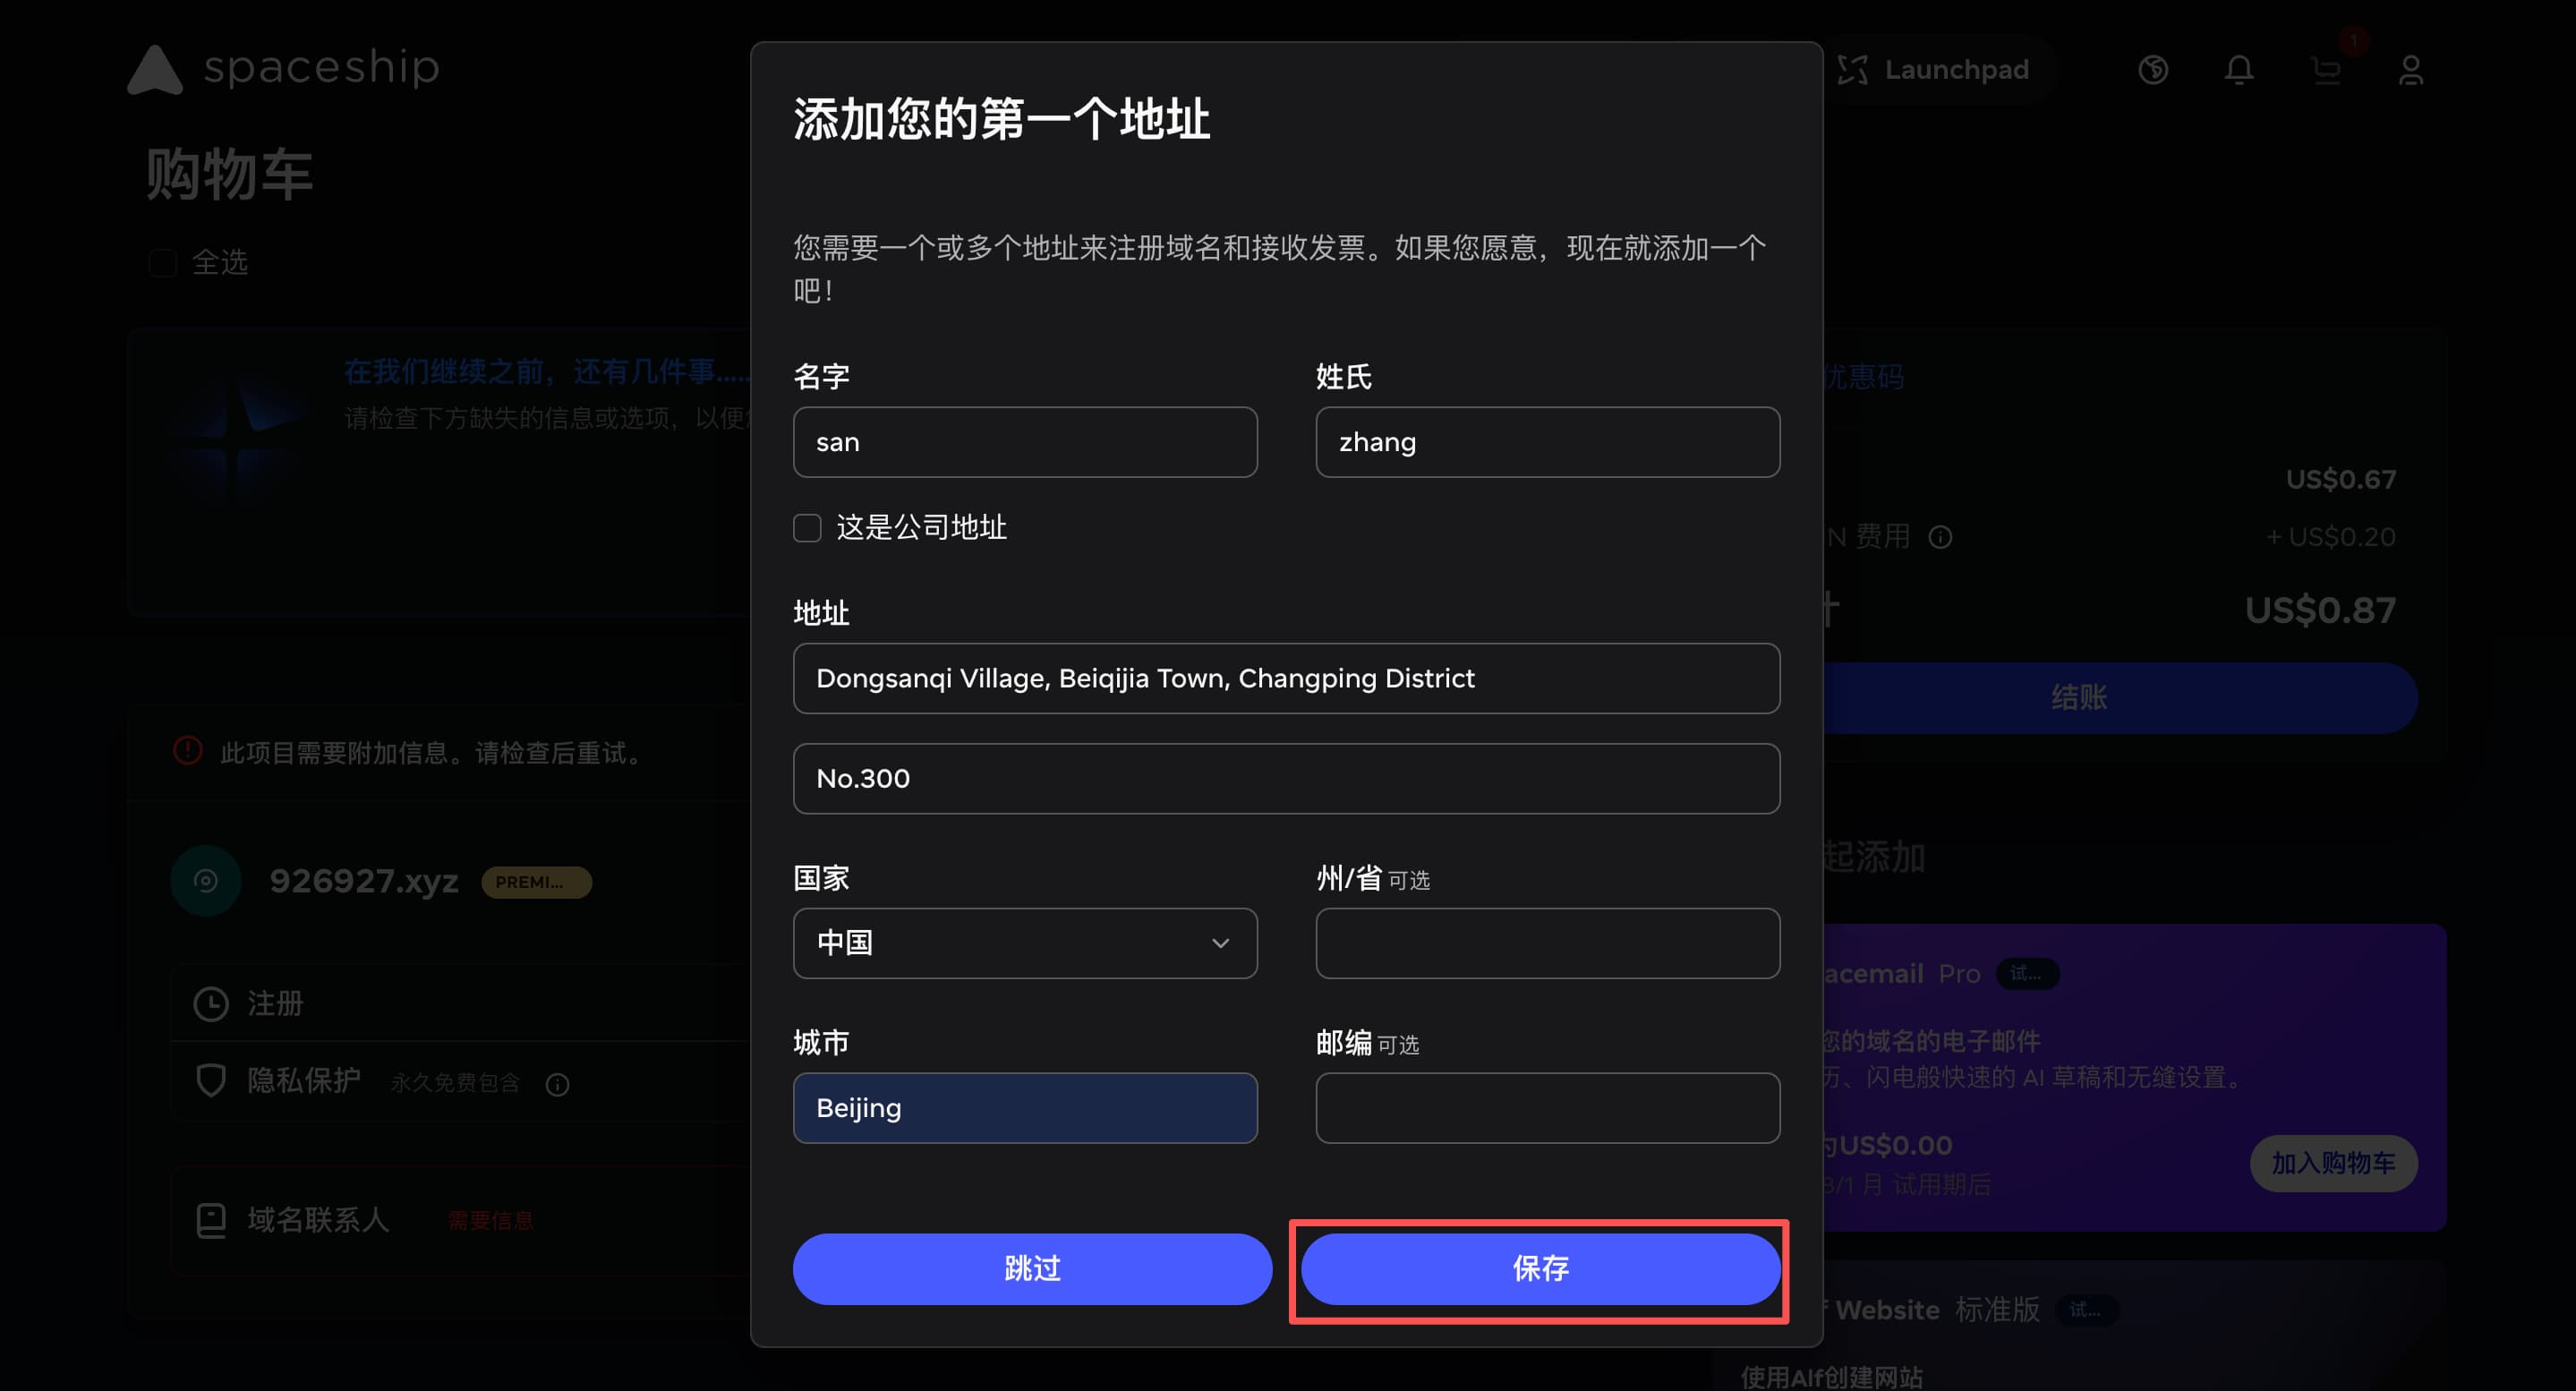 spaceship
Launchpad
1
购物车
全选
在我们继续之前，还有几件事.....
请检查下方缺失的信息或选项，以便
此项目需要附加信息。请检查后重试。
926927.xyz
PREMI...
注册
隐私保护
永久免费包含
域名联系人
需要信息
添加您的第一个地址
您需要一个或多个地址来注册域名和接收发票。如果您愿意，现在就添加一个
吧！
名字
姓氏
san
zhang
这是公司地址
地址
Dongsanqi Village, Beiqijia Town, Changping District
No.300
国家
州/省 可选
中国
城市
邮编 可选
Beijing
跳过
保存
优惠码
US$0.67
N 费用
+ US$0.20
US$0.87
结账
起添加
acemail Pro
试...
您的域名的电子邮件
历、闪电般快速的 AI 草稿和无缝设置。
US$0.00
/1 月 试用期后
加入购物车
f Website 标准版
试...
使用Alf创建网站